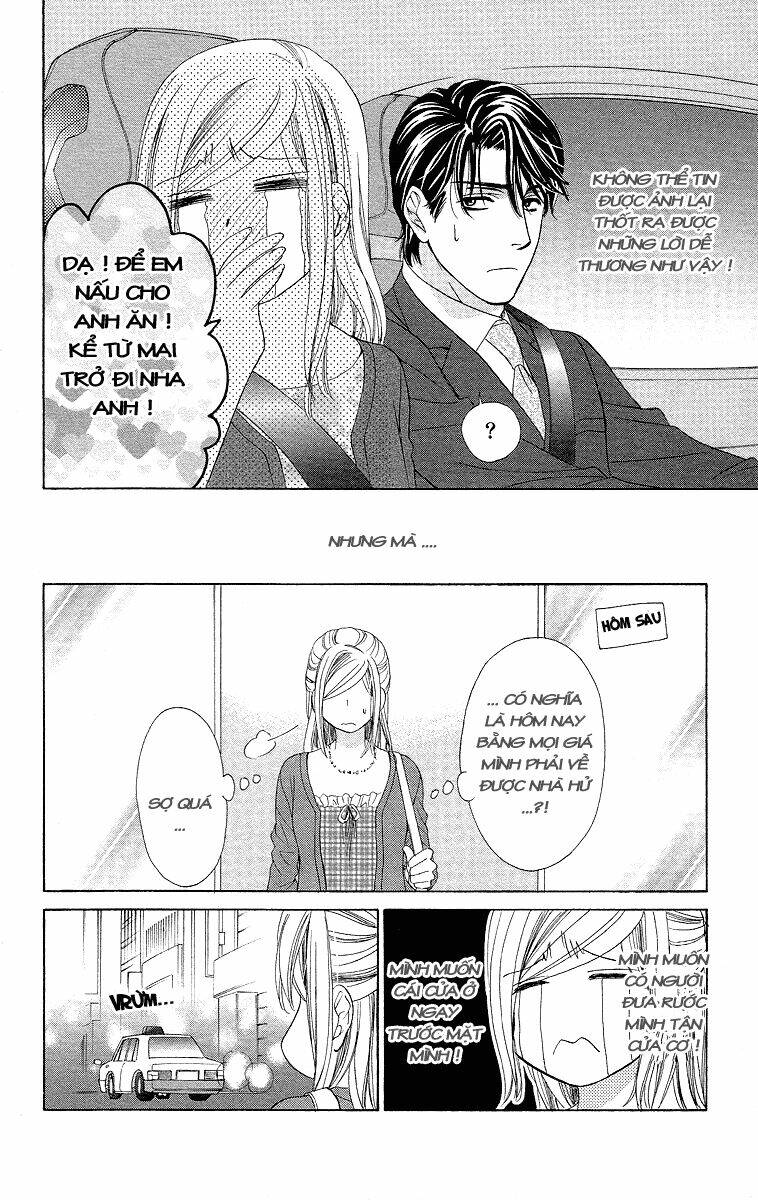 KHÔNG THỂ TIN
ĐƯỢC ẢNH LẠI
THỐT RA ĐƯỢC
NHỮNG LỜI DỄ
THƯƠNG NHƯ VẬY !
DẠ ! ĐỂ EM
NẤU CHO
ANH ĂN !
KỂ TỪ MAI
TRỞ ĐI NHA
ANH !
?
NHƯNG MÀ ....
HÔM SAU
... CÓ NGHĨA
LÀ HÔM NAY
BẰNG MỌI GIÁ
MÌNH PHẢI VỀ
ĐƯỢC NHÀ HỬ
...?!
SỢ QUÁ
...
VRỪM...
MÌNH MUỐN
CÁI CỬA Ở
NGAY
TRƯỚC MẶT
MÌNH !
MÌNH MUỐN
CÓ NGƯỜI
ĐƯA RƯỚC
MÌNH TẬN
CỬA CƠ !